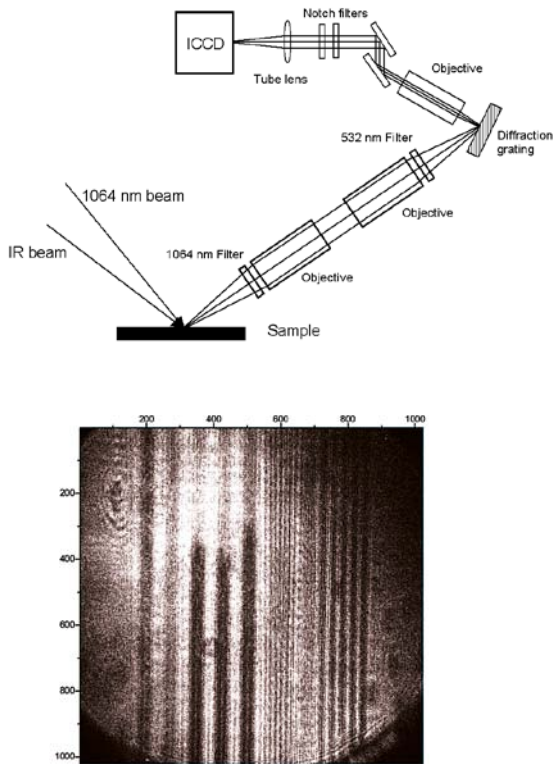 Notch filters
ICCD
Tube lens
Objective
532 nm Filter
Diffraction
grating
1064 nm beam
Objective
IR beam
1064 nm Filter
Objective
Sample
200 400 600 800 1000
200
400
600
800
1000